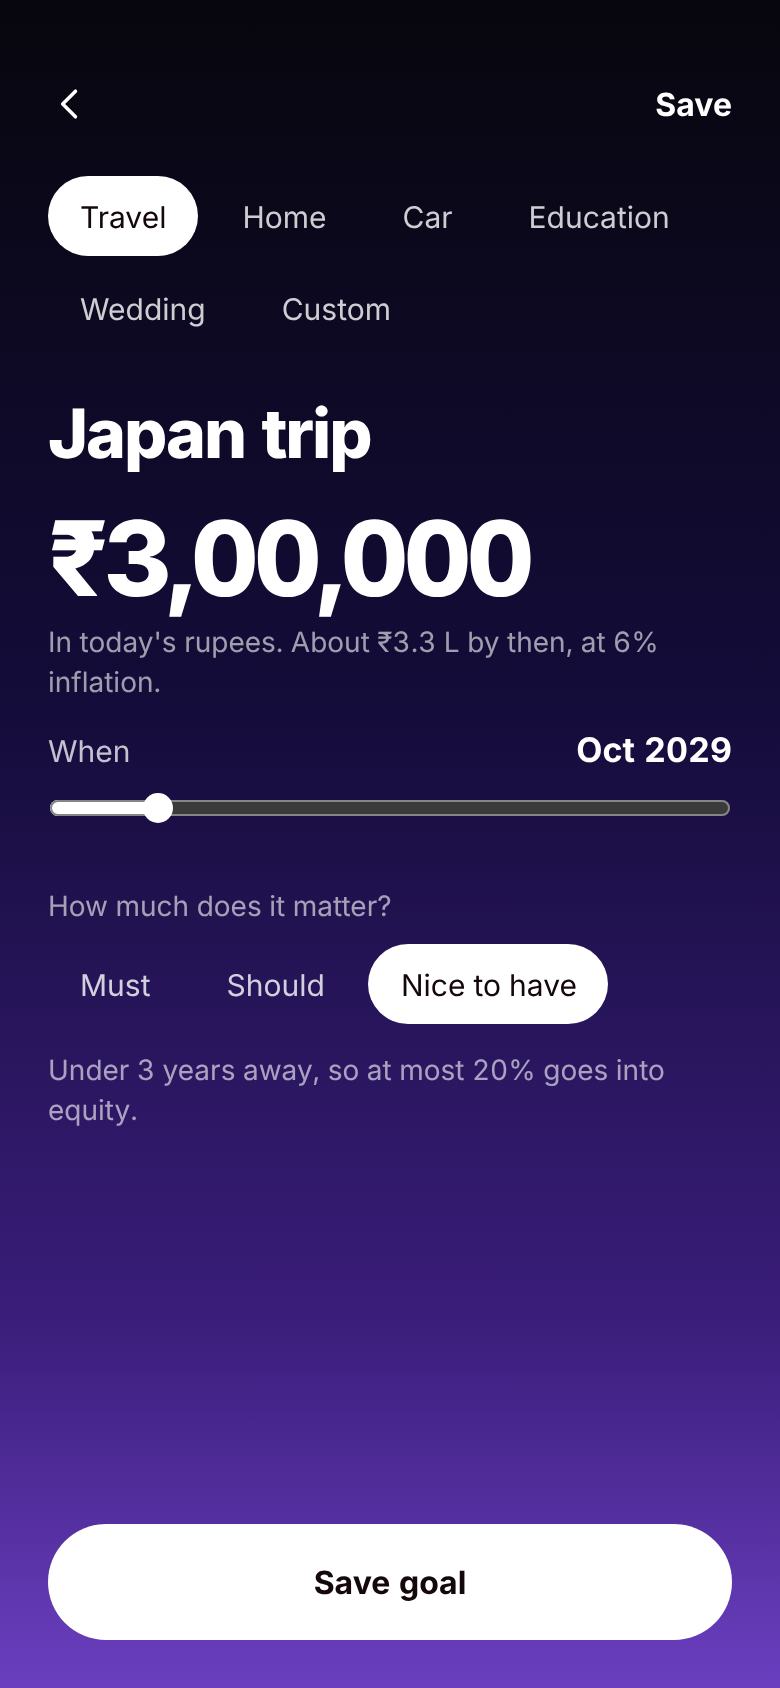 Save
Travel Home Car Education
Wedding Custom
Japan trip
₹3,00,000
In today's rupees. About ₹3.3 L by then, at 6%
inflation.
When Oct 2029
How much does it matter?
Must Should Nice to have
Under 3 years away, so at most 20% goes into
equity.
Save goal